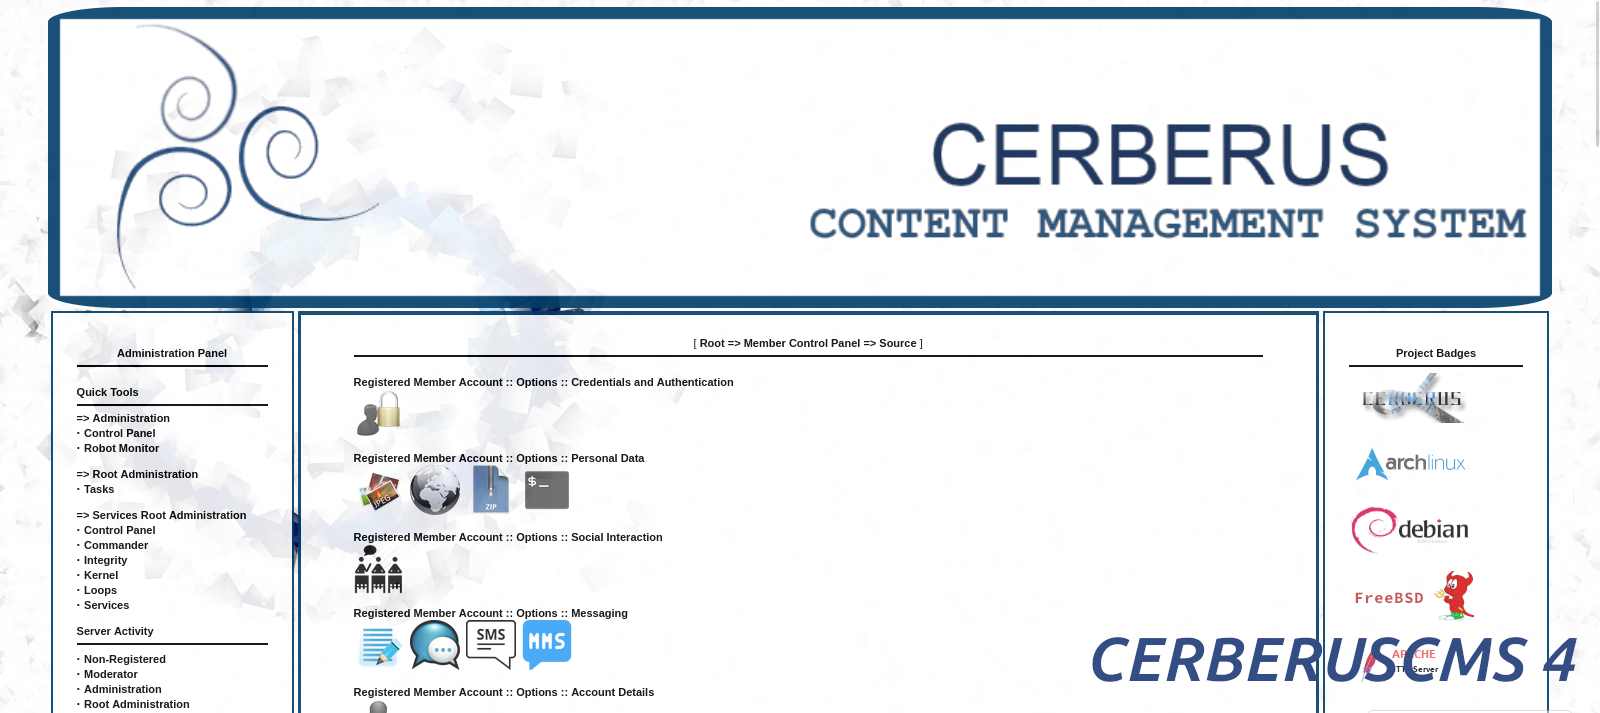 CERBERUS
CONTENT MANAGEMENT SYSTEM
Administration Panel
Quick Tools
=> Administration
· Control Panel
· Robot Monitor
=> Root Administration
· Tasks
=> Services Root Administration
· Control Panel
· Commander
· Integrity
· Kernel
· Loops
· Services
Server Activity
· Non-Registered
· Moderator
· Administration
· Root Administration
[ Root => Member Control Panel => Source ]
Registered Member Account :: Options :: Credentials and Authentication
Registered Member Account :: Options :: Personal Data
JPEG
ZIP
$_
Registered Member Account :: Options :: Social Interaction
Registered Member Account :: Options :: Messaging
SMS
MMS
Registered Member Account :: Options :: Account Details
Project Badges
CERBERUS
archlinux
debian
FreeBSD
APACHE
Server
CERBERUSCMS 4